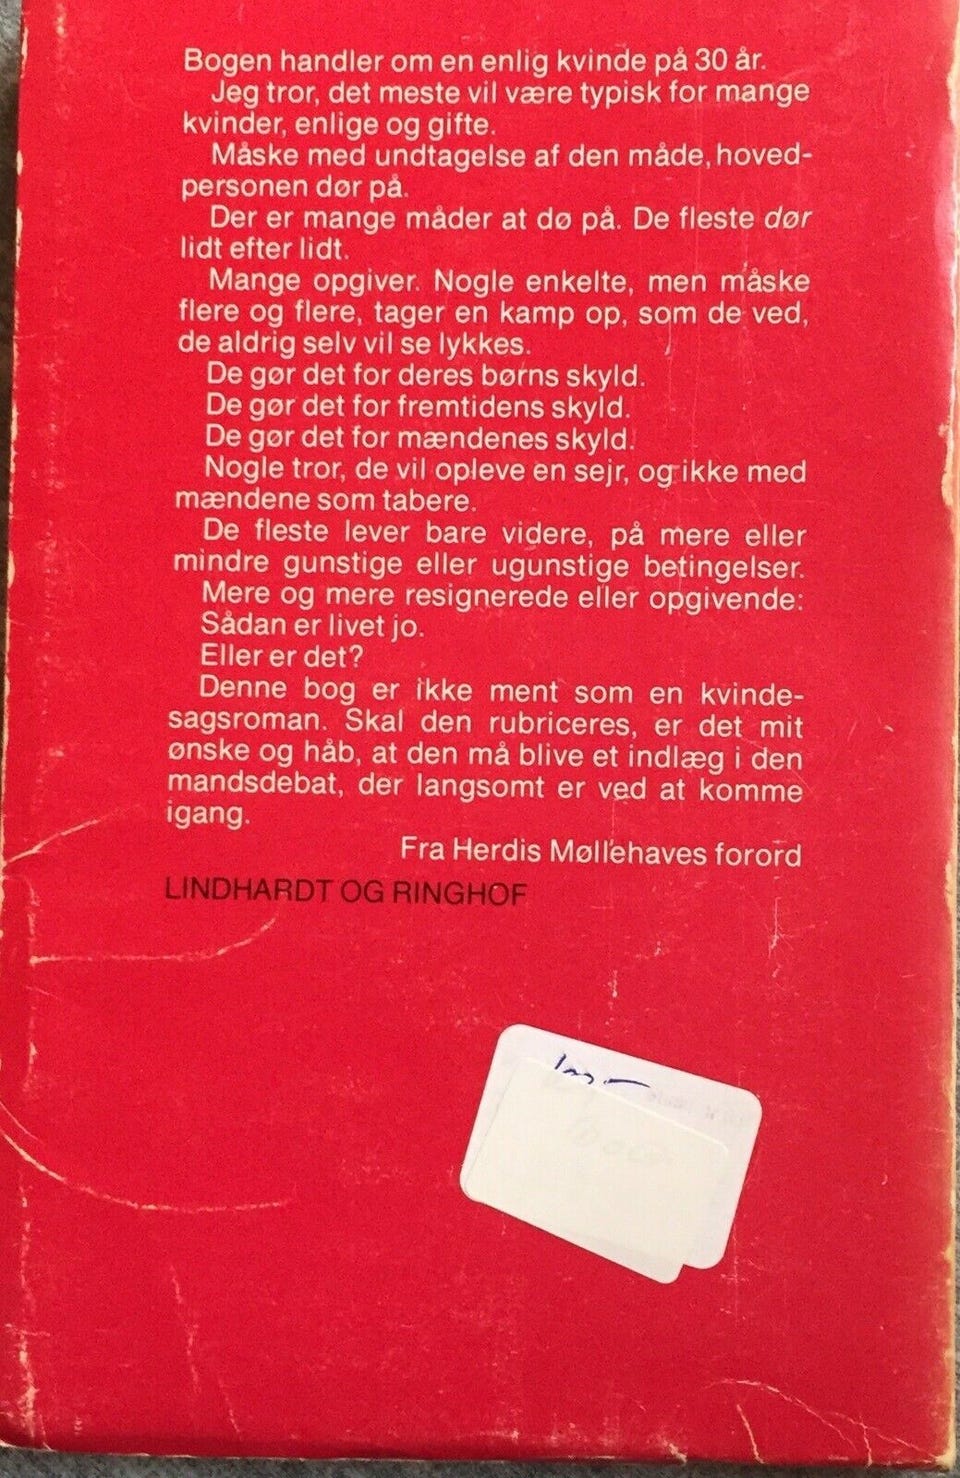 Bogen handler om en enlig kvinde på 30 år.
Jeg tror, det meste vil være typisk for mange
kvinder, enlige og gifte.
Måske med undtagelse af den måde, hoved-
personen dør på.
Der er mange måder at dø på. De fleste dør
lidt efter lidt.
Mange opgiver. Nogle enkelte, men måske
flere og flere, tager en kamp op, som de ved,
de aldrig selv vil se lykkes.
De gør det for deres børns skyld.
De gør det for fremtidens skyld.
De gør det for mændenes skyld.
Nogle tror, de vil opleve en sejr, og ikke med
mændene som tabere.
De fleste lever bare videre, på mere eller
mindre gunstige eller ugunstige betingelser.
Mere og mere resignerede eller opgivende:
Sådan er livet jo.
Eller er det?
Denne bog er ikke ment som en kvinde-
sagsroman. Skal den rubriceres, er det mit
ønske og håb, at den må blive et indlæg i den
mandsdebat, der langsomt er ved at komme
igang.
Fra Herdis Møllehaves forord
LINDHARDT OG RINGHOF